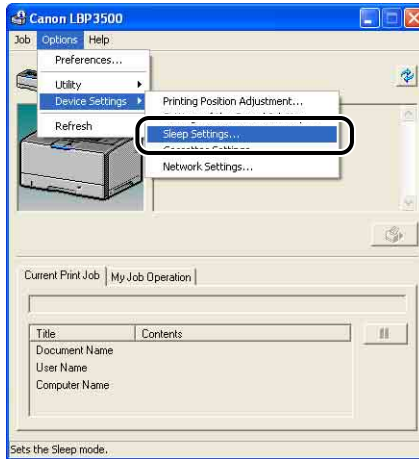 Canon LBP3500
Job Options Help
Preferences...
Utility
Device Settings
Refresh
Printing Position Adjustment...
Sleep Settings...
Network Settings...
Current Print Job My Job Operation
Title Contents
Document Name
User Name
Computer Name
Sets the Sleep mode.